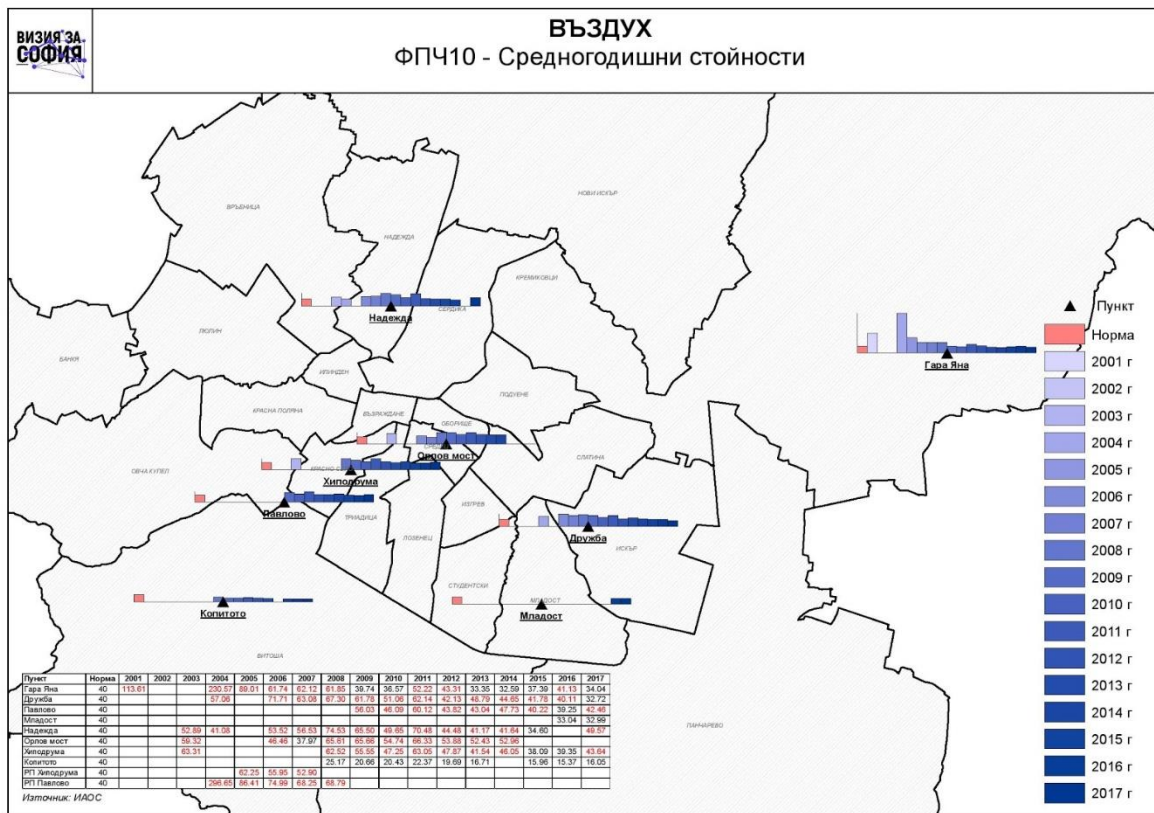 ВИЗИЯ ЗА
СОФИЯ
ВЪЗДУХ
ФПЧ10 - Средногодишни стойности
ВРЪБНИЦА
НОВИ ИСКЪР
НАДЕЖДА
КРЕМИКОВЦИ
Надежда
СЕРДИКА
ЛЮЛИН
БАНКЯ
ИЛИНДЕН
Гара Яна
КРАСНА ПОЛЯНА
ВЪЗРАЖДАНЕ
ПОДУЕНЕ
ОБОРИЩЕ
Орлов мост
СЛАТИНА
ОВЧА КУПЕЛ
Хиподрума
Павлово
ТРИАДИЦА
ИЗГРЕВ
ЛОЗЕНЕЦ
Дружба
ИСКЪР
СТУДЕНТСКИ
МЛАДОСТ
Младост
Копитото
ВИТОША
ПАНЧАРЕВО
Пункт
Норма
2001 г
2002 г
2003 г
2004 г
2005 г
2006 г
2007 г
2008 г
2009 г
2010 г
2011 г
2012 г
2013 г
2014 г
2015 г
2016 г
2017 г
Пункт Норма 2001 2002 2003 2004 2005 2006 2007 2008 2009 2010 2011 2012 2013 2014 2015 2016 2017
Гара Яна 40 113.61 230.57 89.01 61.74 62.12 61.85 39.74 36.57 52.22 43.31 33.35 32.59 37.39 41.13 34.04
Дружба 40 57.06 71.71 63.08 67.30 61.78 51.06 62.14 42.13 48.79 44.65 41.78 40.11 32.72
Павлово 40 56.03 46.09 60.12 43.82 43.04 47.73 40.22 39.25 42.46
Младост 40 33.04 32.99
Надежда 40 52.89 41.08 53.52 56.53 74.53 65.50 49.65 70.48 44.48 41.17 41.64 34.60 49.57
Орлов мост 40 59.32 46.46 37.97 65.61 65.66 54.74 66.33 53.88 52.43 52.96
Хиподрума 40 63.31 62.52 55.55 47.25 63.05 47.87 41.54 46.05 38.09 39.35 43.64
Копитото 40 25.17 20.66 20.43 22.37 19.69 16.71 15.96 15.37 16.05
РП Хиподрума 40 62.25 55.95 52.90
РП Павлово 40 296.65 86.41 74.99 68.25 68.79
Източник: ИАОС